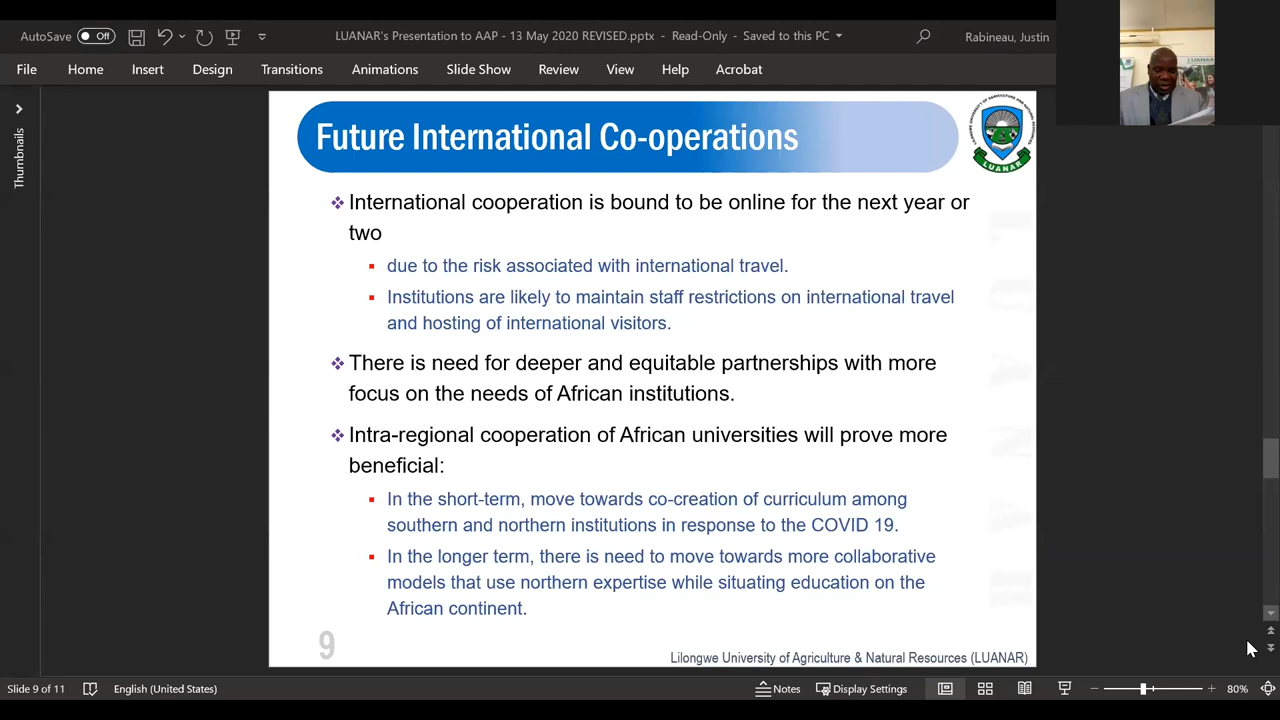 AutoSave Off LUANAR's Presentation to AAP - 13 May 2020 REVISED.pptx - Read-Only - Saved to this PC Rabineau, Justin
File Home Insert Design Transitions Animations Slide Show Review View Help Acrobat
Thumbnails
Future International Co-operations
LILONGWE UNIVERSITY OF AGRICULTURE & NATURAL RESOURCES
LUANAR
LUANAR
International cooperation is bound to be online for the next year or
two
due to the risk associated with international travel.
Institutions are likely to maintain staff restrictions on international travel
and hosting of international visitors.
There is need for deeper and equitable partnerships with more
focus on the needs of African institutions.
Intra-regional cooperation of African universities will prove more
beneficial:
In the short-term, move towards co-creation of curriculum among
southern and northern institutions in response to the COVID 19.
In the longer term, there is need to move towards more collaborative
models that use northern expertise while situating education on the
African continent.
9
Lilongwe University of Agriculture & Natural Resources (LUANAR)
Slide 9 of 11 English (United States) Notes Display Settings 80%